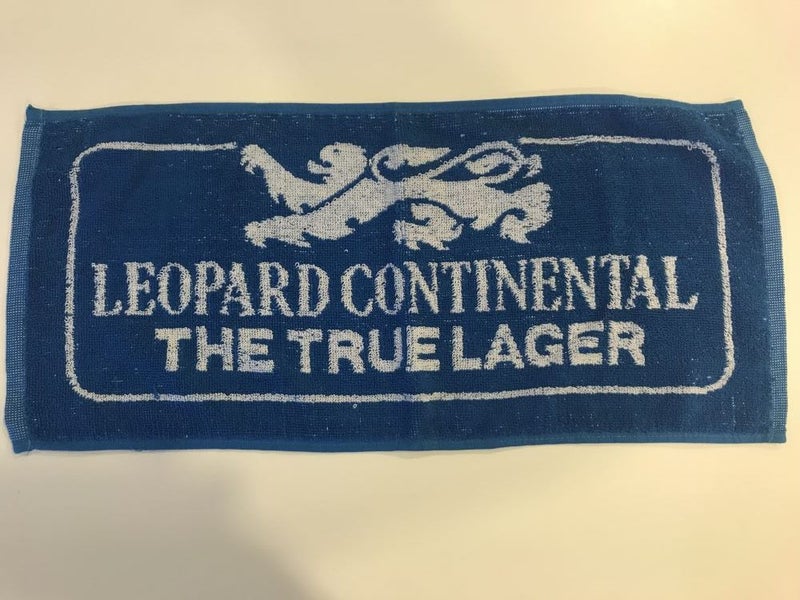 LEOPARD CONTINENTAL
THE TRUE LAGER